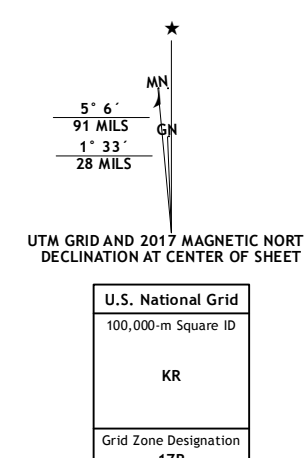 ★
MN
5° 6´
91 MILS
GN
1° 33´
28 MILS
UTM GRID AND 2017 MAGNETIC NORT
DECLINATION AT CENTER OF SHEET
U.S. National Grid
100,000-m Square ID
KR
Grid Zone Designation